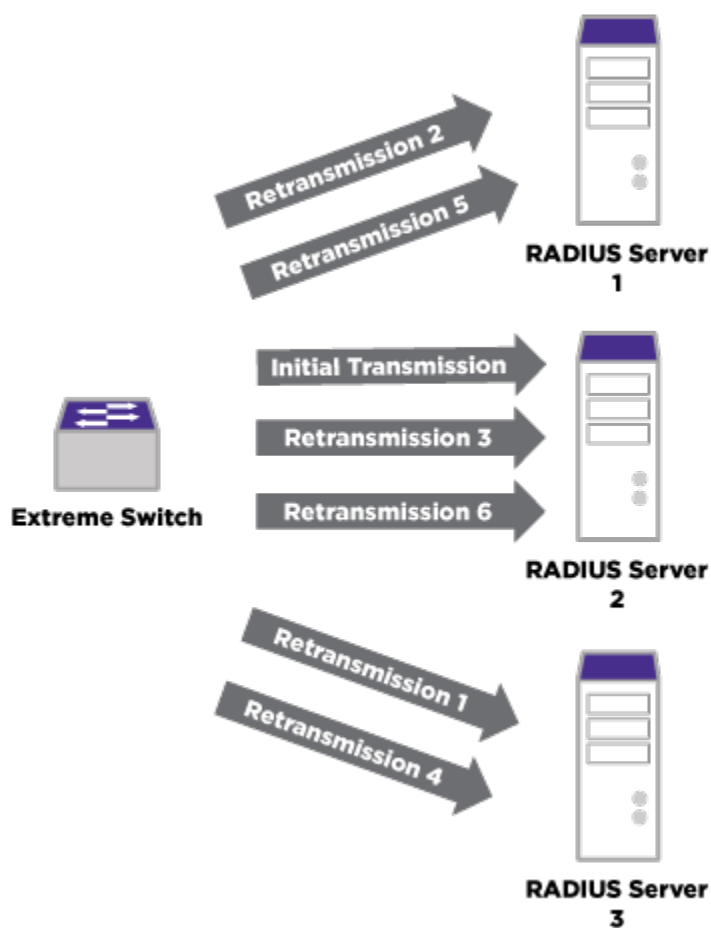 Retransmission 2
Retransmission 5
RADIUS Server
1
Initial Transmission
Retransmission 3
Retransmission 6
Extreme Switch
RADIUS Server
2
Retransmission 1
Retransmission 4
RADIUS Server
3